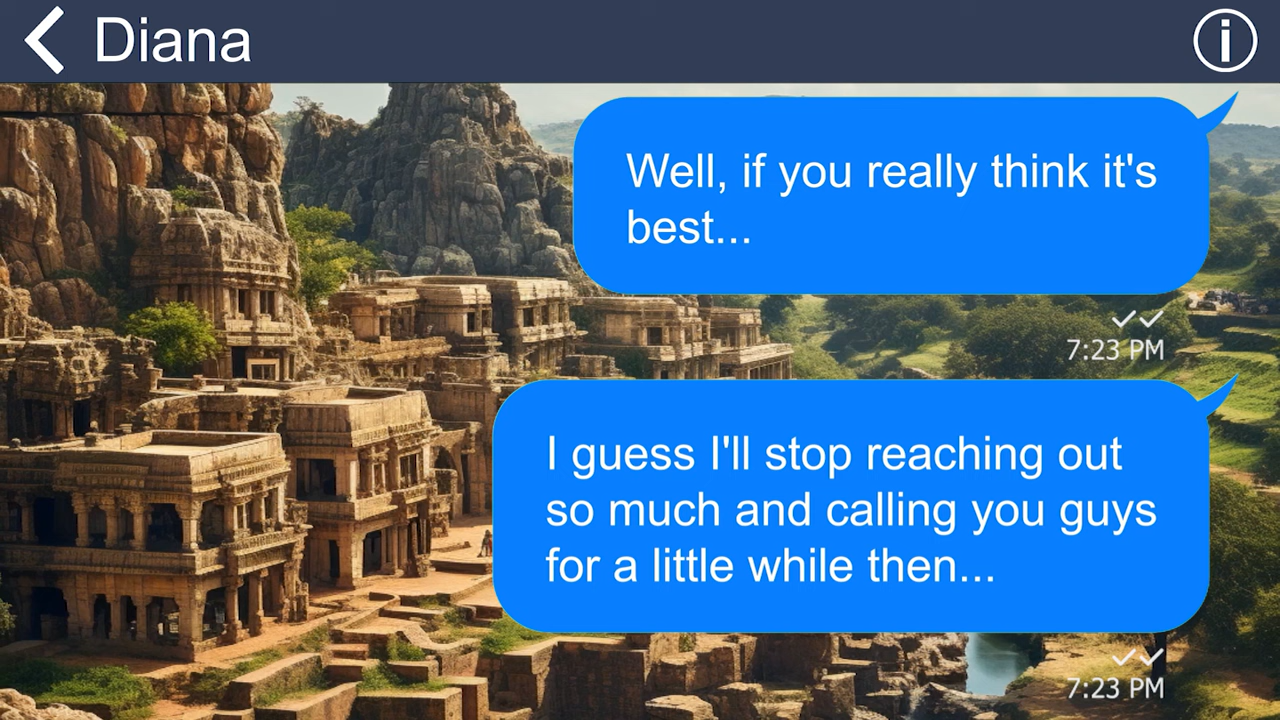 Diana
Well, if you really think it's
best...
7:23 PM
I guess I'll stop reaching out
so much and calling you guys
for a little while then...
7:23 PM